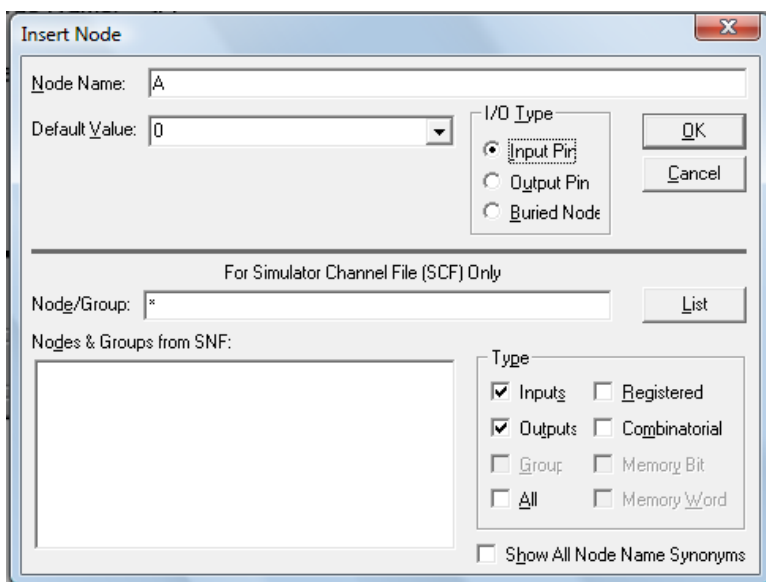 Insert Node
Node Name: A
Default Value: 0
I/O Type
Input Pin
Output Pin
Buried Node
OK
Cancel
For Simulator Channel File (SCF) Only
Node/Group: *
List
Nodes & Groups from SNF:
Type
Inputs Registered
Outputs Combinatorial
Group Memory Bit
All Memory Word
Show All Node Name Synonyms